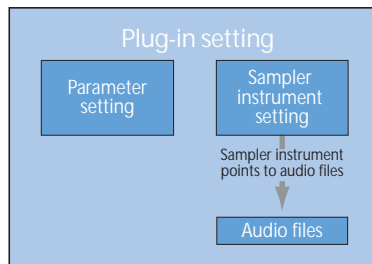 Plug-in setting
Parameter
setting
Sampler
instrument
setting
Sampler instrument
points to audio files
Audio files